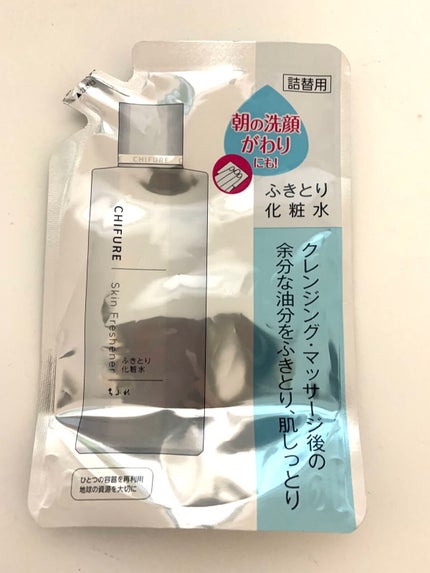 詰替用
朝の洗顔
がわり
にも!
ふきとり
化粧水
クレンジング・マッサージ後の
余分な油分をふきとり、肌しっとり
CHIFURE
CHIFURE
Skin Freshener
ふきとり
化粧水
ちふれ
ひとつの容器を再利用
地球の資源を大切に